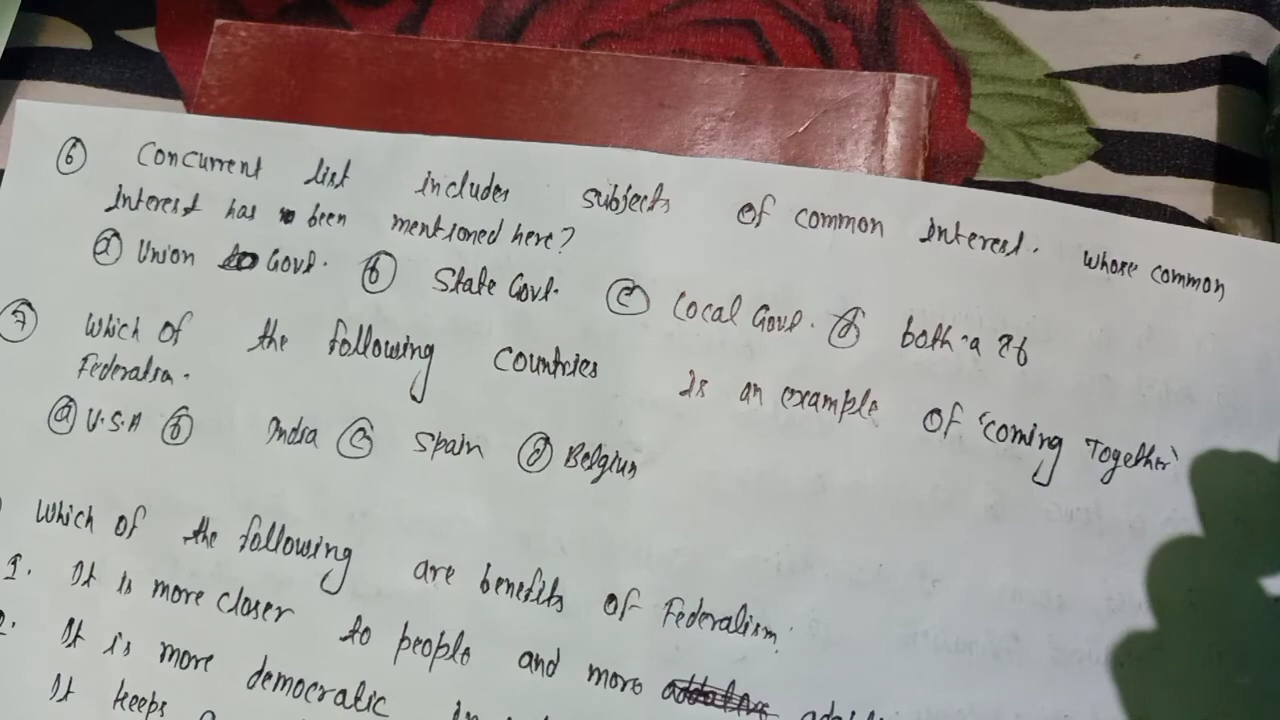 6 Concurrent list includes subjects of common interest. whose common
interest has been mentioned here?
a Union Govt. b State Govt. c Local Govt. d both a & b
7 Which of the following countries is an example of 'coming Together'
Federatsn.
a U.S.A b India c Spain d Belgium
Which of the following are benefits of Federalism.
1. It is more closer to people and more
2. It is more democratic
It keeps